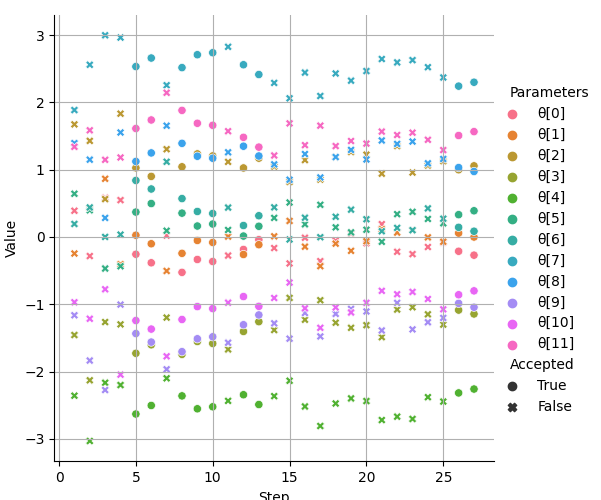 3
2
1
0
−1
−2
−3
Value
0
5
10
15
20
25
Step
Parameters
θ[0]
θ[1]
θ[2]
θ[3]
θ[4]
θ[5]
θ[6]
θ[7]
θ[8]
θ[9]
θ[10]
θ[11]
Accepted
True
False